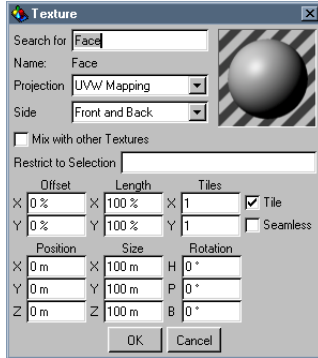 Texture
Search for Face
Name: Face
Projection UVW Mapping
Side Front and Back
Mix with other Textures
Restrict to Selection
Offset Length Tiles
X 0 % X 100 % X 1 Tile
Y 0 % Y 100 % Y 1 Seamless
Position Size Rotation
X 0 m X 100 m H 0 °
Y 0 m Y 100 m P 0 °
Z 0 m Z 100 m B 0 °
OK Cancel